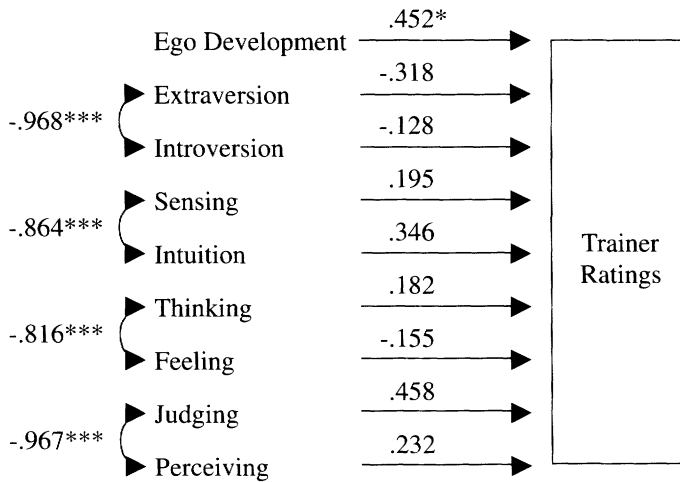 .452*
Ego Development
-.318
Extraversion
-.968***
-.128
Introversion
.195
Sensing
-.864***
.346
Intuition
Trainer
Ratings
.182
Thinking
-.816***
-.155
Feeling
.458
Judging
-.967***
.232
Perceiving